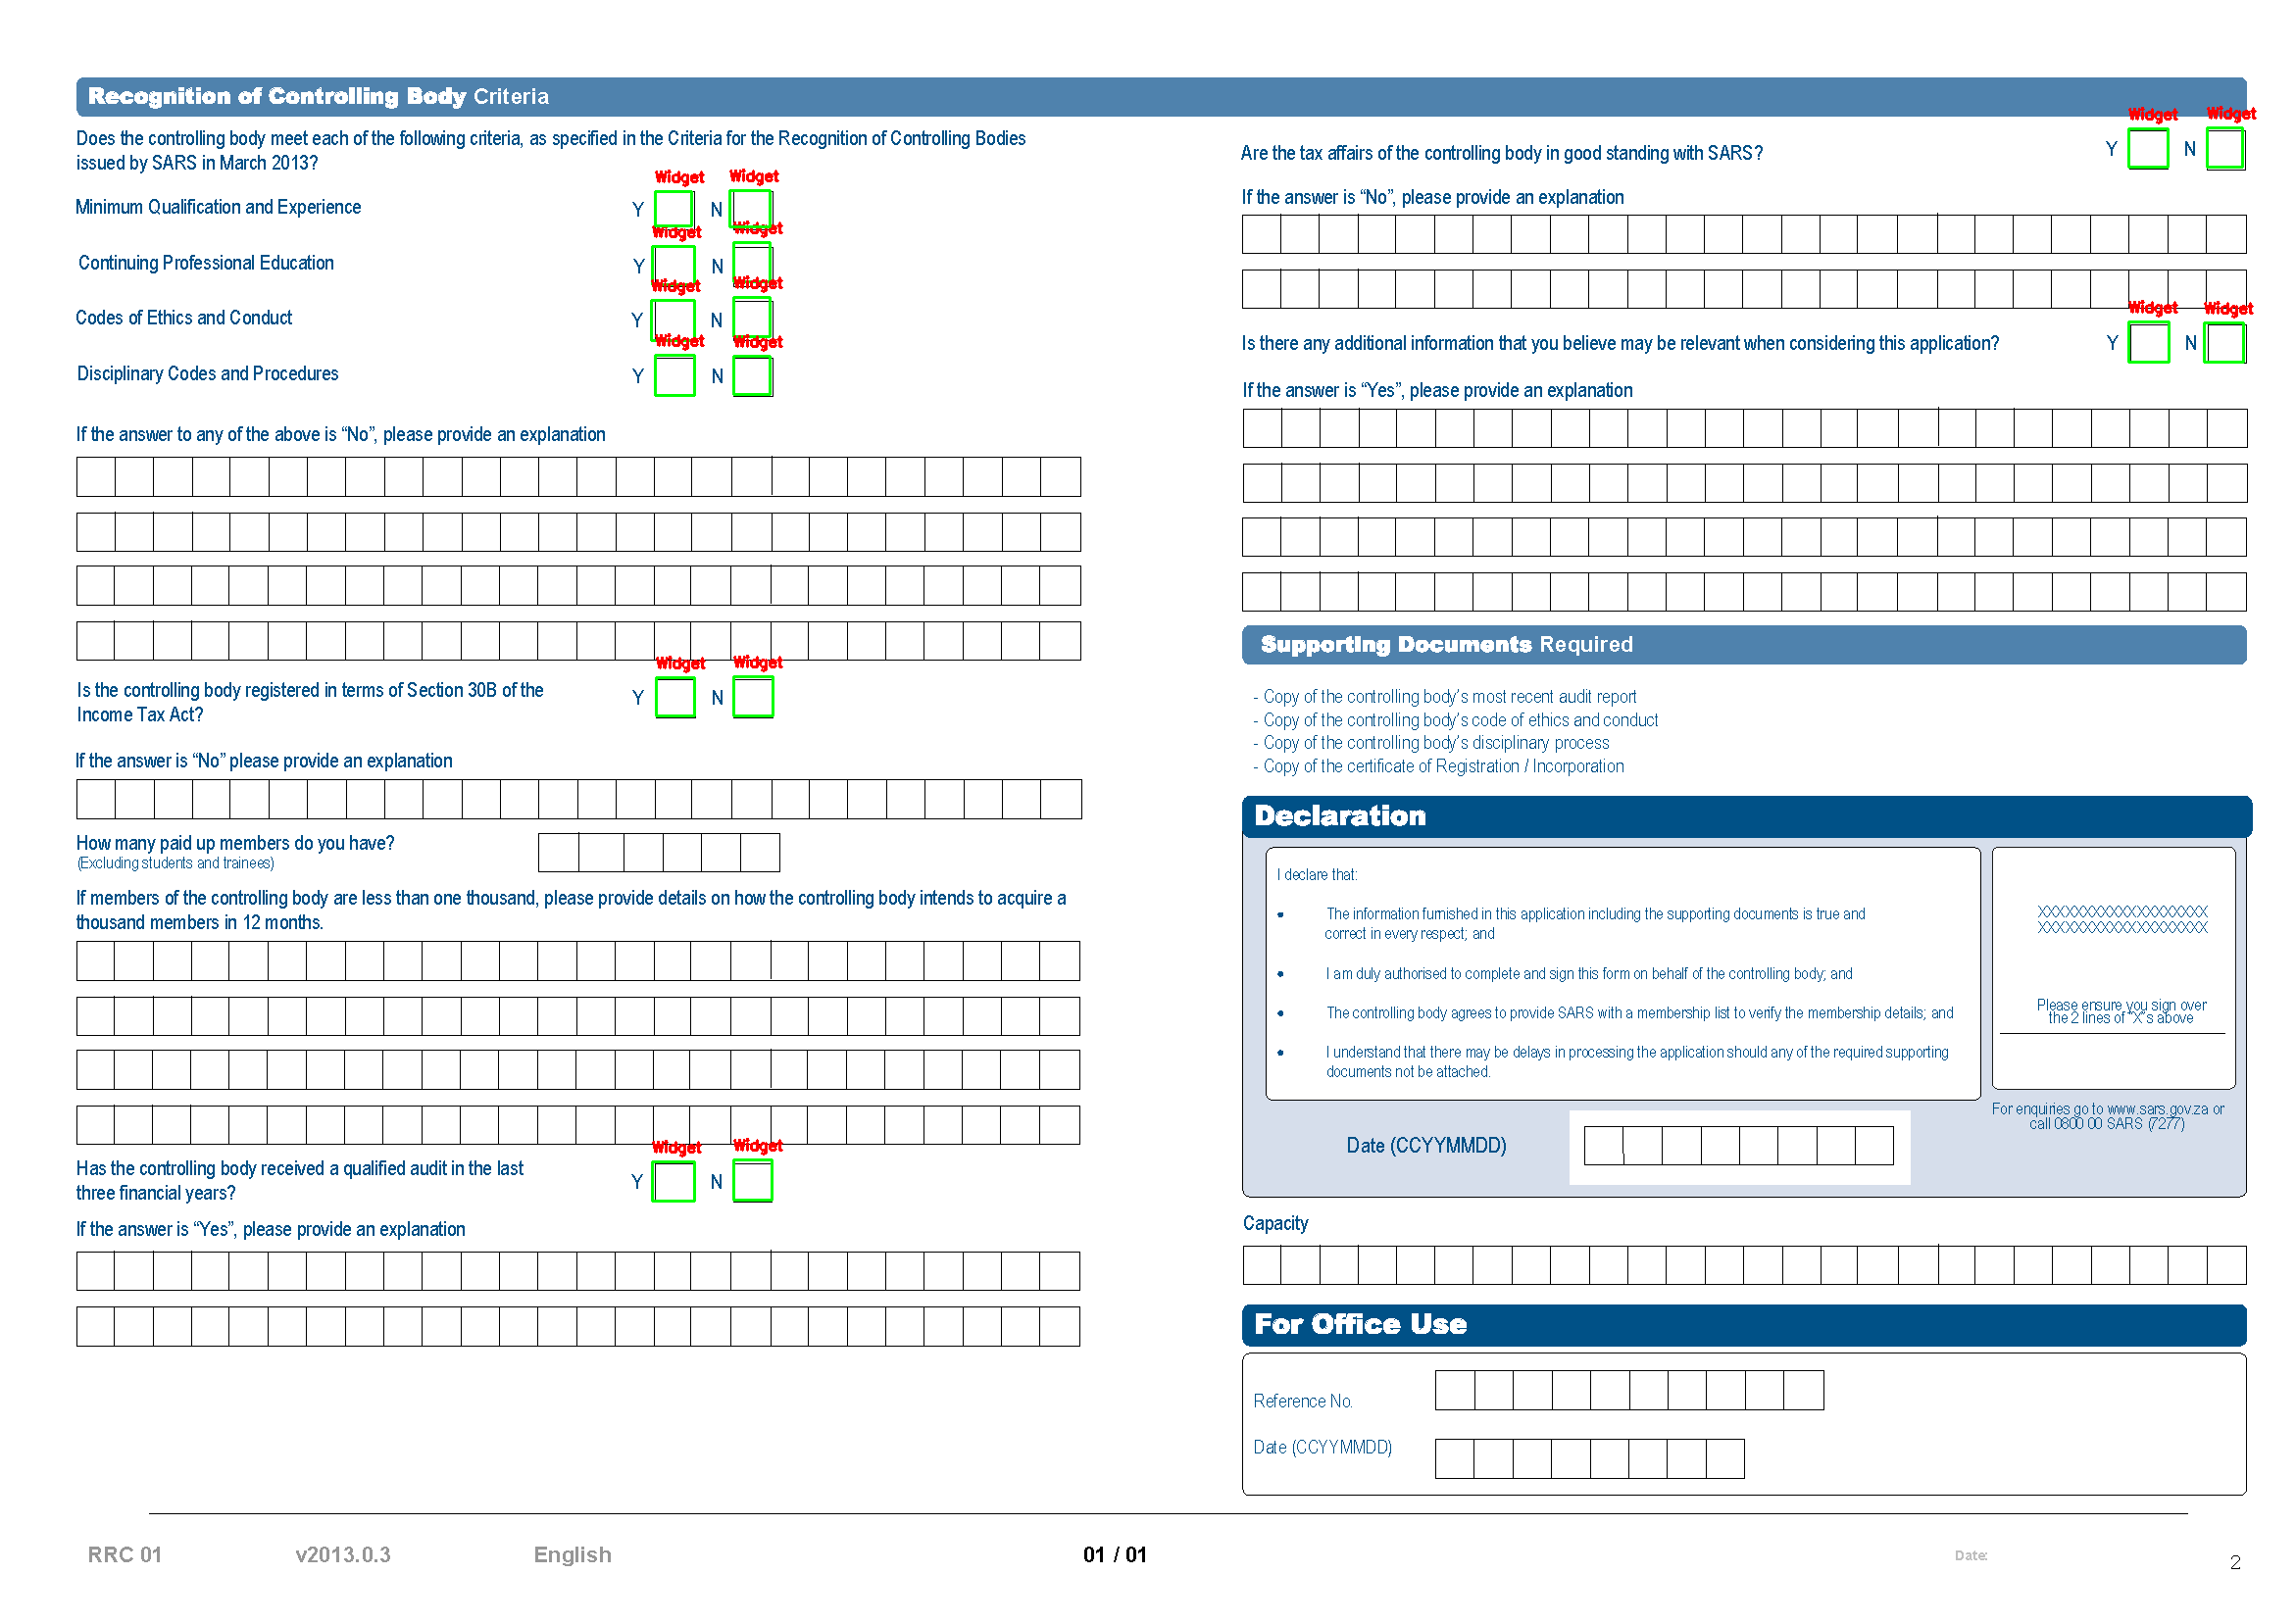 Recognition of Controlling Body Criteria
Does the controlling body meet each of the following criteria, as specified in the Criteria for the Recognition of Controlling Bodies
issued by SARS in March 2013?
Widget Widget
Minimum Qualification and Experience Y N
Widget Widget
Continuing Professional Education Y N
Widget Widget
Codes of Ethics and Conduct Y N
Widget Widget
Disciplinary Codes and Procedures Y N
If the answer to any of the above is “No”, please provide an explanation
Widget Widget
Is the controlling body registered in terms of Section 30B of the Y N
Income Tax Act?
If the answer is “No” please provide an explanation
How many paid up members do you have?
(Excluding students and trainees)
If members of the controlling body are less than one thousand, please provide details on how the controlling body intends to acquire a
thousand members in 12 months.
Widget Widget
Has the controlling body received a qualified audit in the last Y N
three financial years?
If the answer is “Yes”, please provide an explanation
Widget Widget
Are the tax affairs of the controlling body in good standing with SARS? Y N
If the answer is “No”, please provide an explanation
Widget Widget
Is there any additional information that you believe may be relevant when considering this application? Y N
If the answer is “Yes”, please provide an explanation
Supporting Documents Required
- Copy of the controlling body’s most recent audit report
- Copy of the controlling body’s code of ethics and conduct
- Copy of the controlling body’s disciplinary process
- Copy of the certificate of Registration / Incorporation
Declaration
I declare that:
• The information furnished in this application including the supporting documents is true and
correct in every respect; and
• I am duly authorised to complete and sign this form on behalf of the controlling body; and
• The controlling body agrees to provide SARS with a membership list to verify the membership details; and
• I understand that there may be delays in processing the application should any of the required supporting
documents not be attached.
XXXXXXXXXXXXXXXXXXXX
XXXXXXXXXXXXXXXXXXXX
Please ensure you sign over
the 2 lines of “X”s above
For enquiries go to www.sars.gov.za or
call 0800 00 SARS (7277)
Date (CCYYMMDD)
Capacity
For Office Use
Reference No.
Date (CCYYMMDD)
RRC 01 v2013.0.3 English 01 / 01 Date: 2